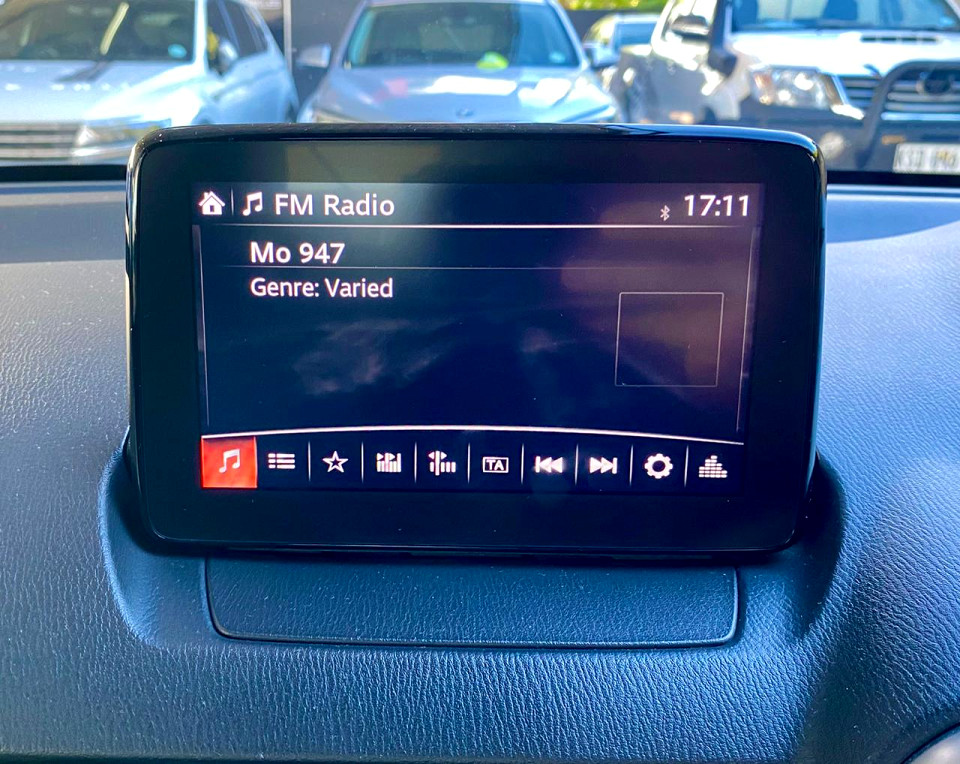 FM Radio
17:11
Mo 947
Genre: Varied
TA